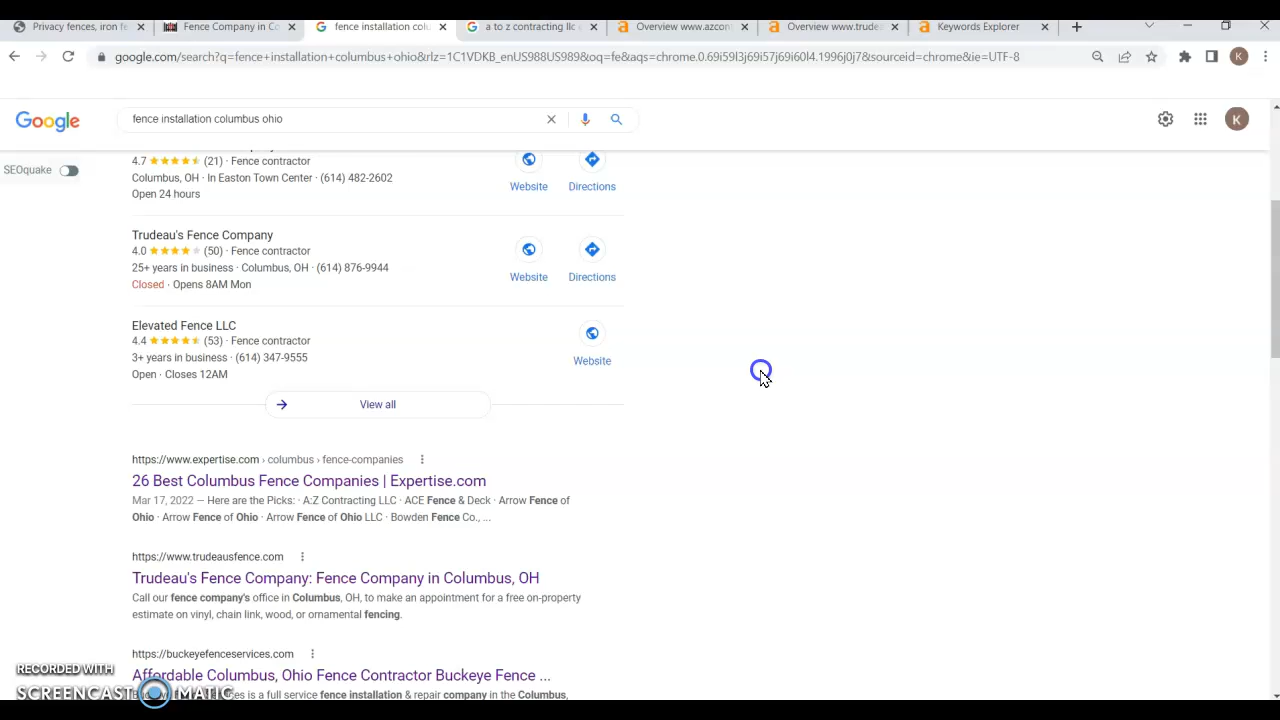 Privacy fences, iron fe
Fence Company in Co
fence installation colu
a to z contracting llc
Overview www.azcon
Overview www.trude
Keywords Explorer
google.com/search?q=fence+installation+columbus+ohio&rlz=1C1VDKB_enUS988US989&oq=fe&aqs=chrome.0.69i59l3j69i57j69i60l4.1996j0j7&sourceid=chrome&ie=UTF-8
K
Google
fence installation columbus ohio
K
SEOquake
4.7 (21) · Fence contractor
Columbus, OH · In Easton Town Center · (614) 482-2602
Open 24 hours
Website
Directions
Trudeau's Fence Company
4.0 (50) · Fence contractor
25+ years in business · Columbus, OH · (614) 876-9944
Closed · Opens 8AM Mon
Website
Directions
Elevated Fence LLC
4.4 (53) · Fence contractor
3+ years in business · (614) 347-9555
Open · Closes 12AM
Website
View all
https://www.expertise.com › columbus › fence-companies
26 Best Columbus Fence Companies | Expertise.com
Mar 17, 2022 — Here are the Picks: · A:Z Contracting LLC · ACE Fence & Deck · Arrow Fence of
Ohio · Arrow Fence of Ohio · Arrow Fence of Ohio LLC · Bowden Fence Co., ...
https://www.trudeausfence.com
Trudeau's Fence Company: Fence Company in Columbus, OH
Call our fence company's office in Columbus, OH, to make an appointment for a free on-property
estimate on vinyl, chain link, wood, or ornamental fencing.
https://buckeyefenceservices.com
Affordable Columbus, Ohio Fence Contractor Buckeye Fence ...
is a full service fence installation & repair company in the Columbus,
RECORDED WITH
SCREENCAST MATIC